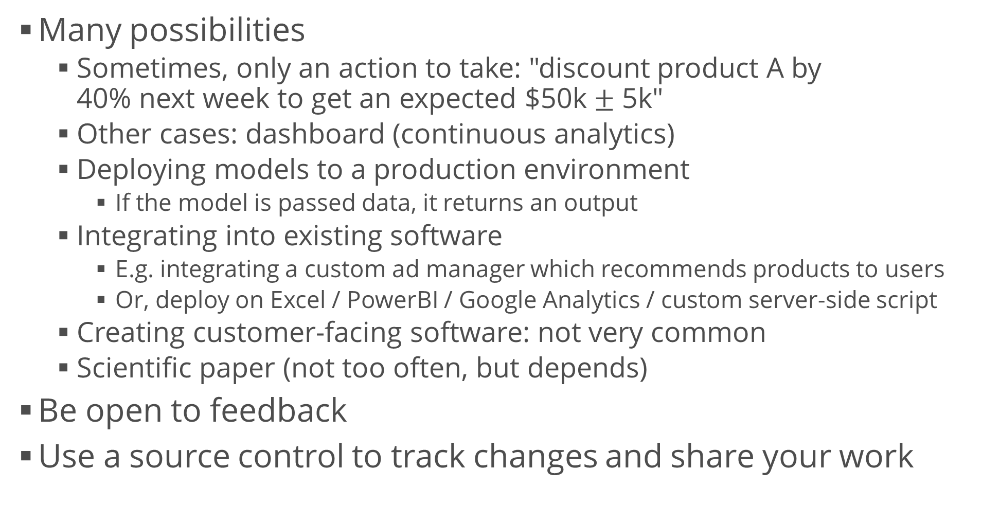 ▪ Many possibilities
▪ Sometimes, only an action to take: "discount product A by
40% next week to get an expected $50k ± 5k"
▪ Other cases: dashboard (continuous analytics)
▪ Deploying models to a production environment
▪ If the model is passed data, it returns an output
▪ Integrating into existing software
▪ E.g. integrating a custom ad manager which recommends products to users
▪ Or, deploy on Excel / PowerBI / Google Analytics / custom server-side script
▪ Creating customer-facing software: not very common
▪ Scientific paper (not too often, but depends)
▪ Be open to feedback
▪ Use a source control to track changes and share your work